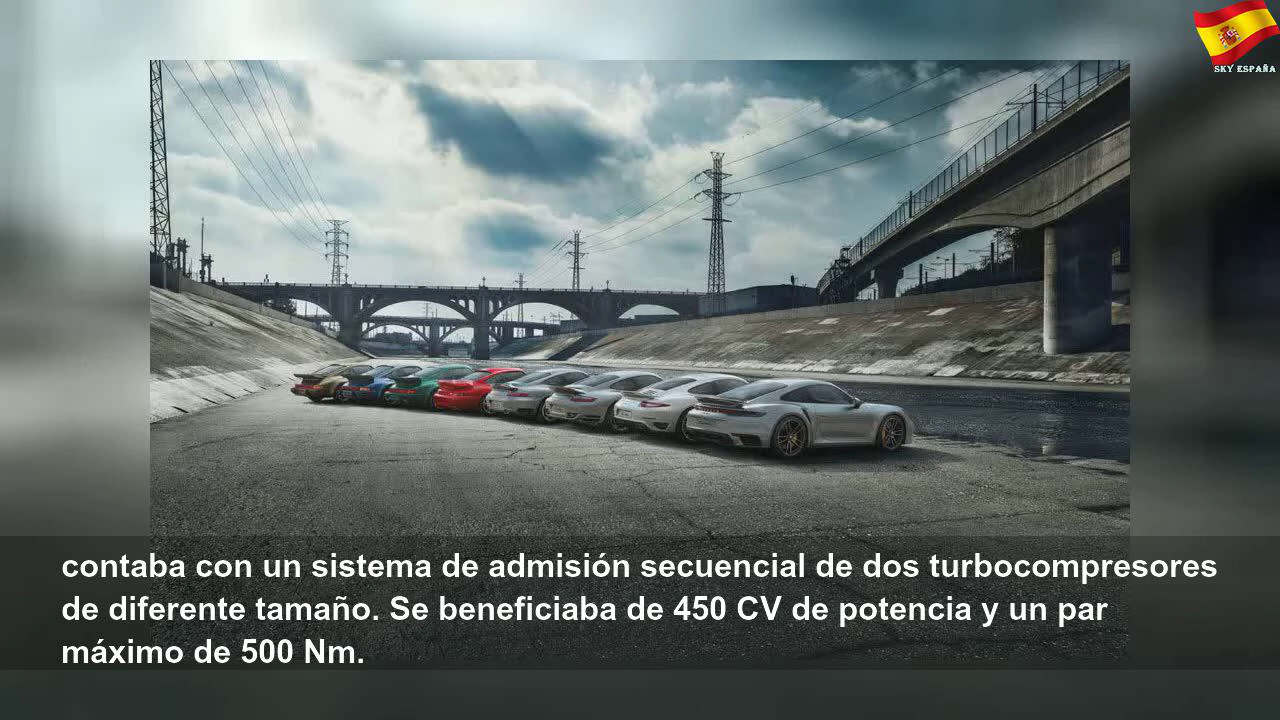 SKY ESPAÑA
contaba con un sistema de admisión secuencial de dos turbocompresores
de diferente tamaño. Se beneficiaba de 450 CV de potencia y un par
máximo de 500 Nm.